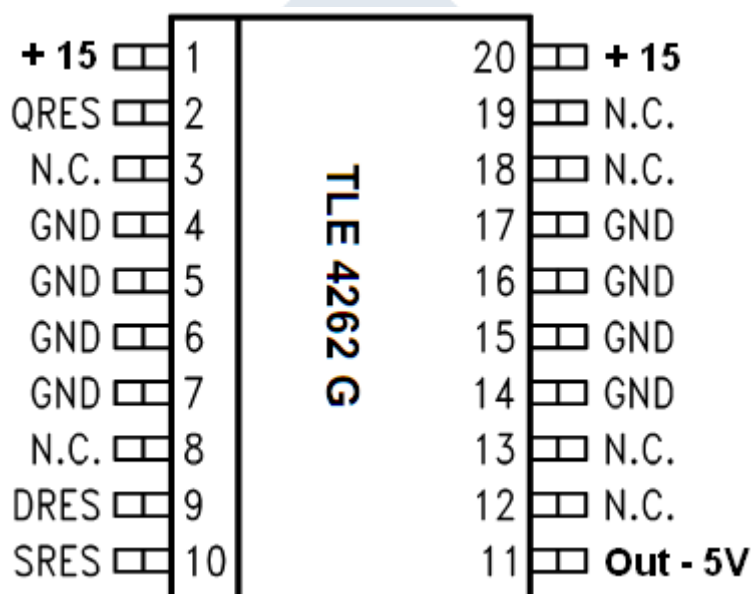 + 15 1 20 + 15
QRES 2 19 N.C.
N.C. 3 18 N.C.
GND 4 17 GND
GND 5 16 GND
GND 6 15 GND
GND 7 14 GND
N.C. 8 13 N.C.
DRES 9 12 N.C.
SRES 10 11 Out - 5V
TLE 4262 G